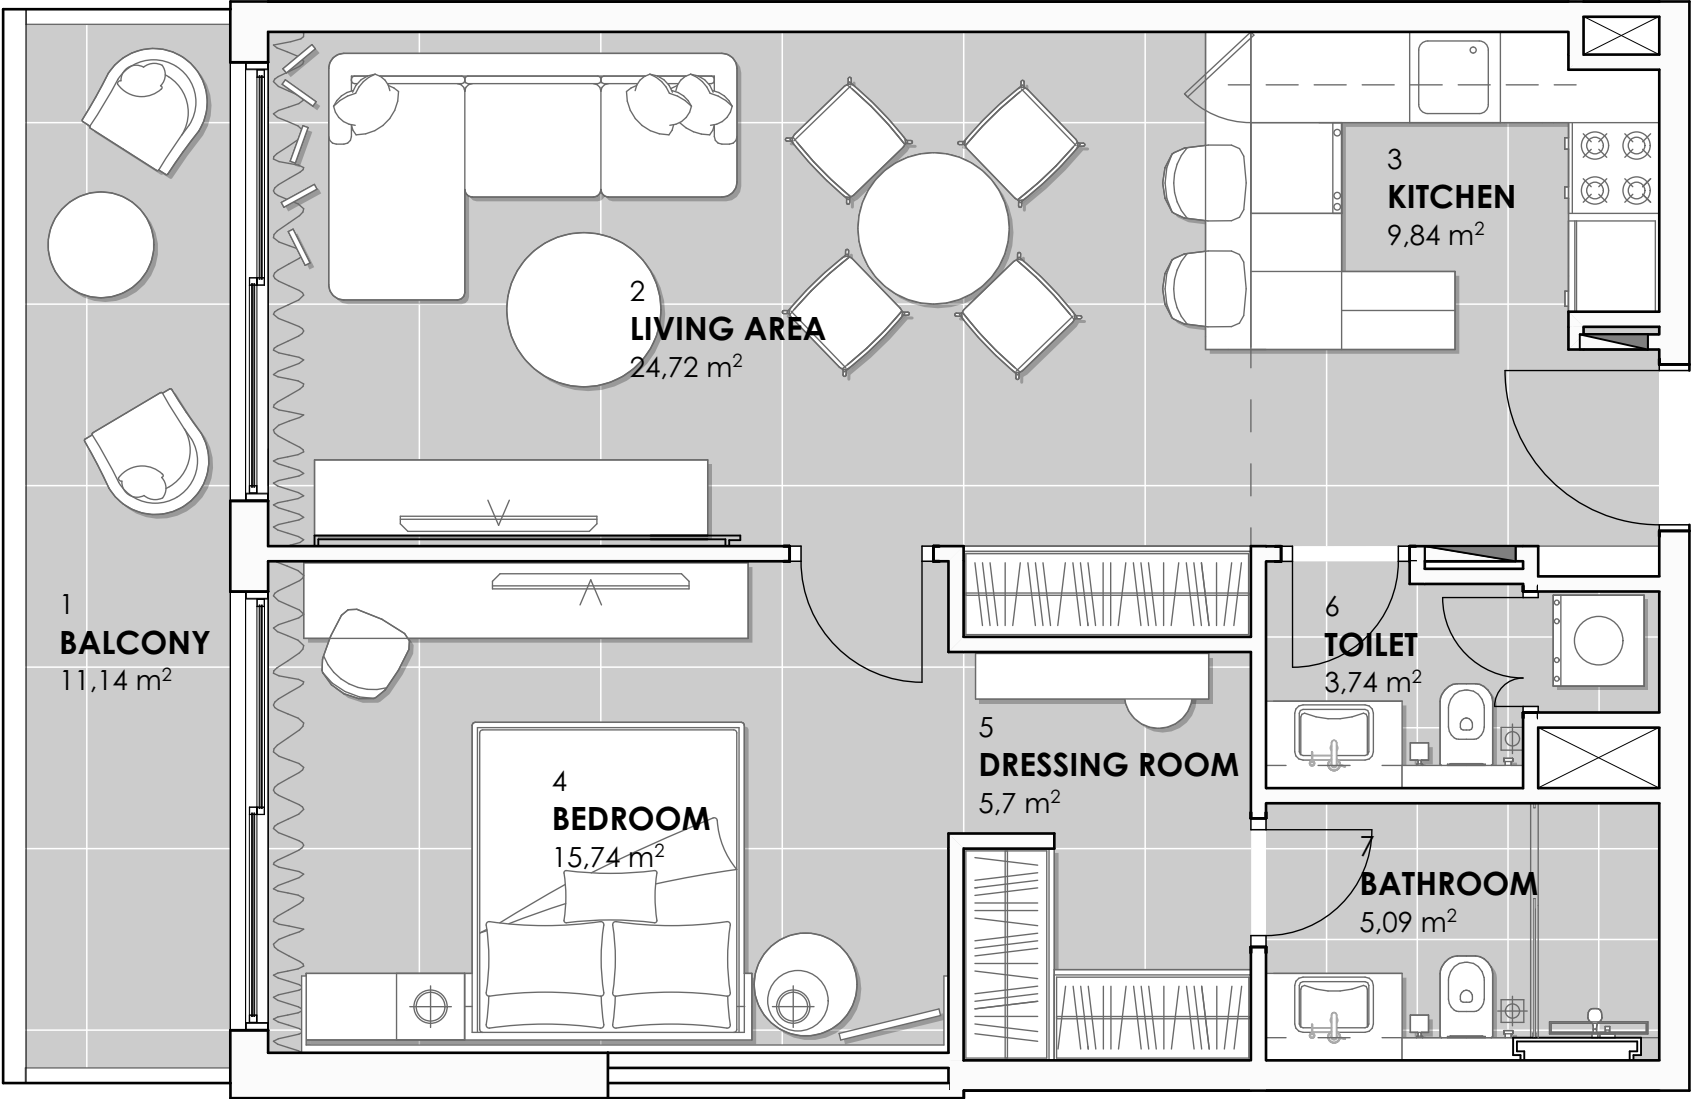 1
BALCONY
11,14 m²
2
LIVING AREA
24,72 m²
3
KITCHEN
9,84 m²
4
BEDROOM
15,74 m²
5
DRESSING ROOM
5,7 m²
6
TOILET
3,74 m²
7
BATHROOM
5,09 m²